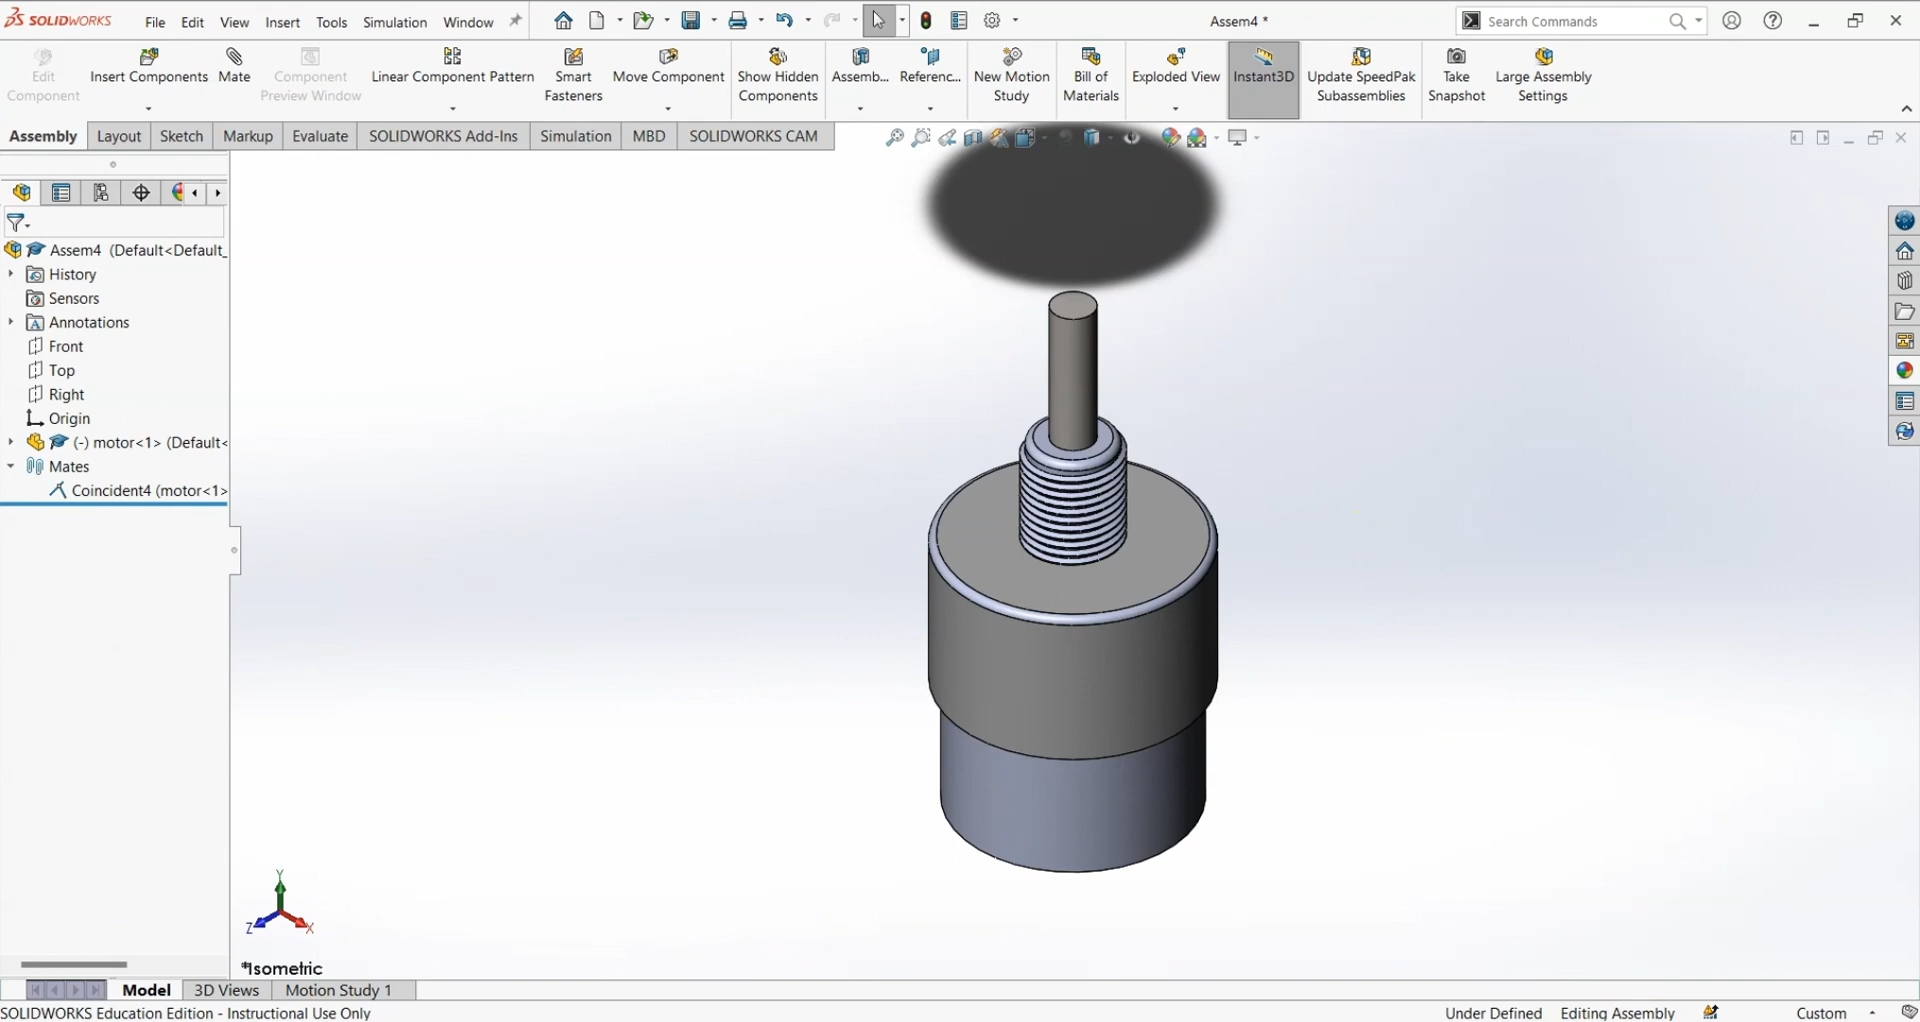 SOLIDWORKS File Edit View Insert Tools Simulation Window Assem4 * Search Commands
Edit Component Insert Components Mate Component Preview Window Linear Component Pattern Smart Fasteners Move Component Show Hidden Components Assemb... Referenc... New Motion Study Bill of Materials Exploded View Instant3D Update SpeedPak Subassemblies Take Snapshot Large Assembly Settings
Assembly Layout Sketch Markup Evaluate SOLIDWORKS Add-Ins Simulation MBD SOLIDWORKS CAM
Assem4 (Default<Default_
History
Sensors
Annotations
Front
Top
Right
Origin
(-) motor<1> (Default<
Mates
Coincident4 (motor<1>
Y
Z X
*Isometric
Model 3D Views Motion Study 1
SOLIDWORKS Education Edition - Instructional Use Only Under Defined Editing Assembly Custom